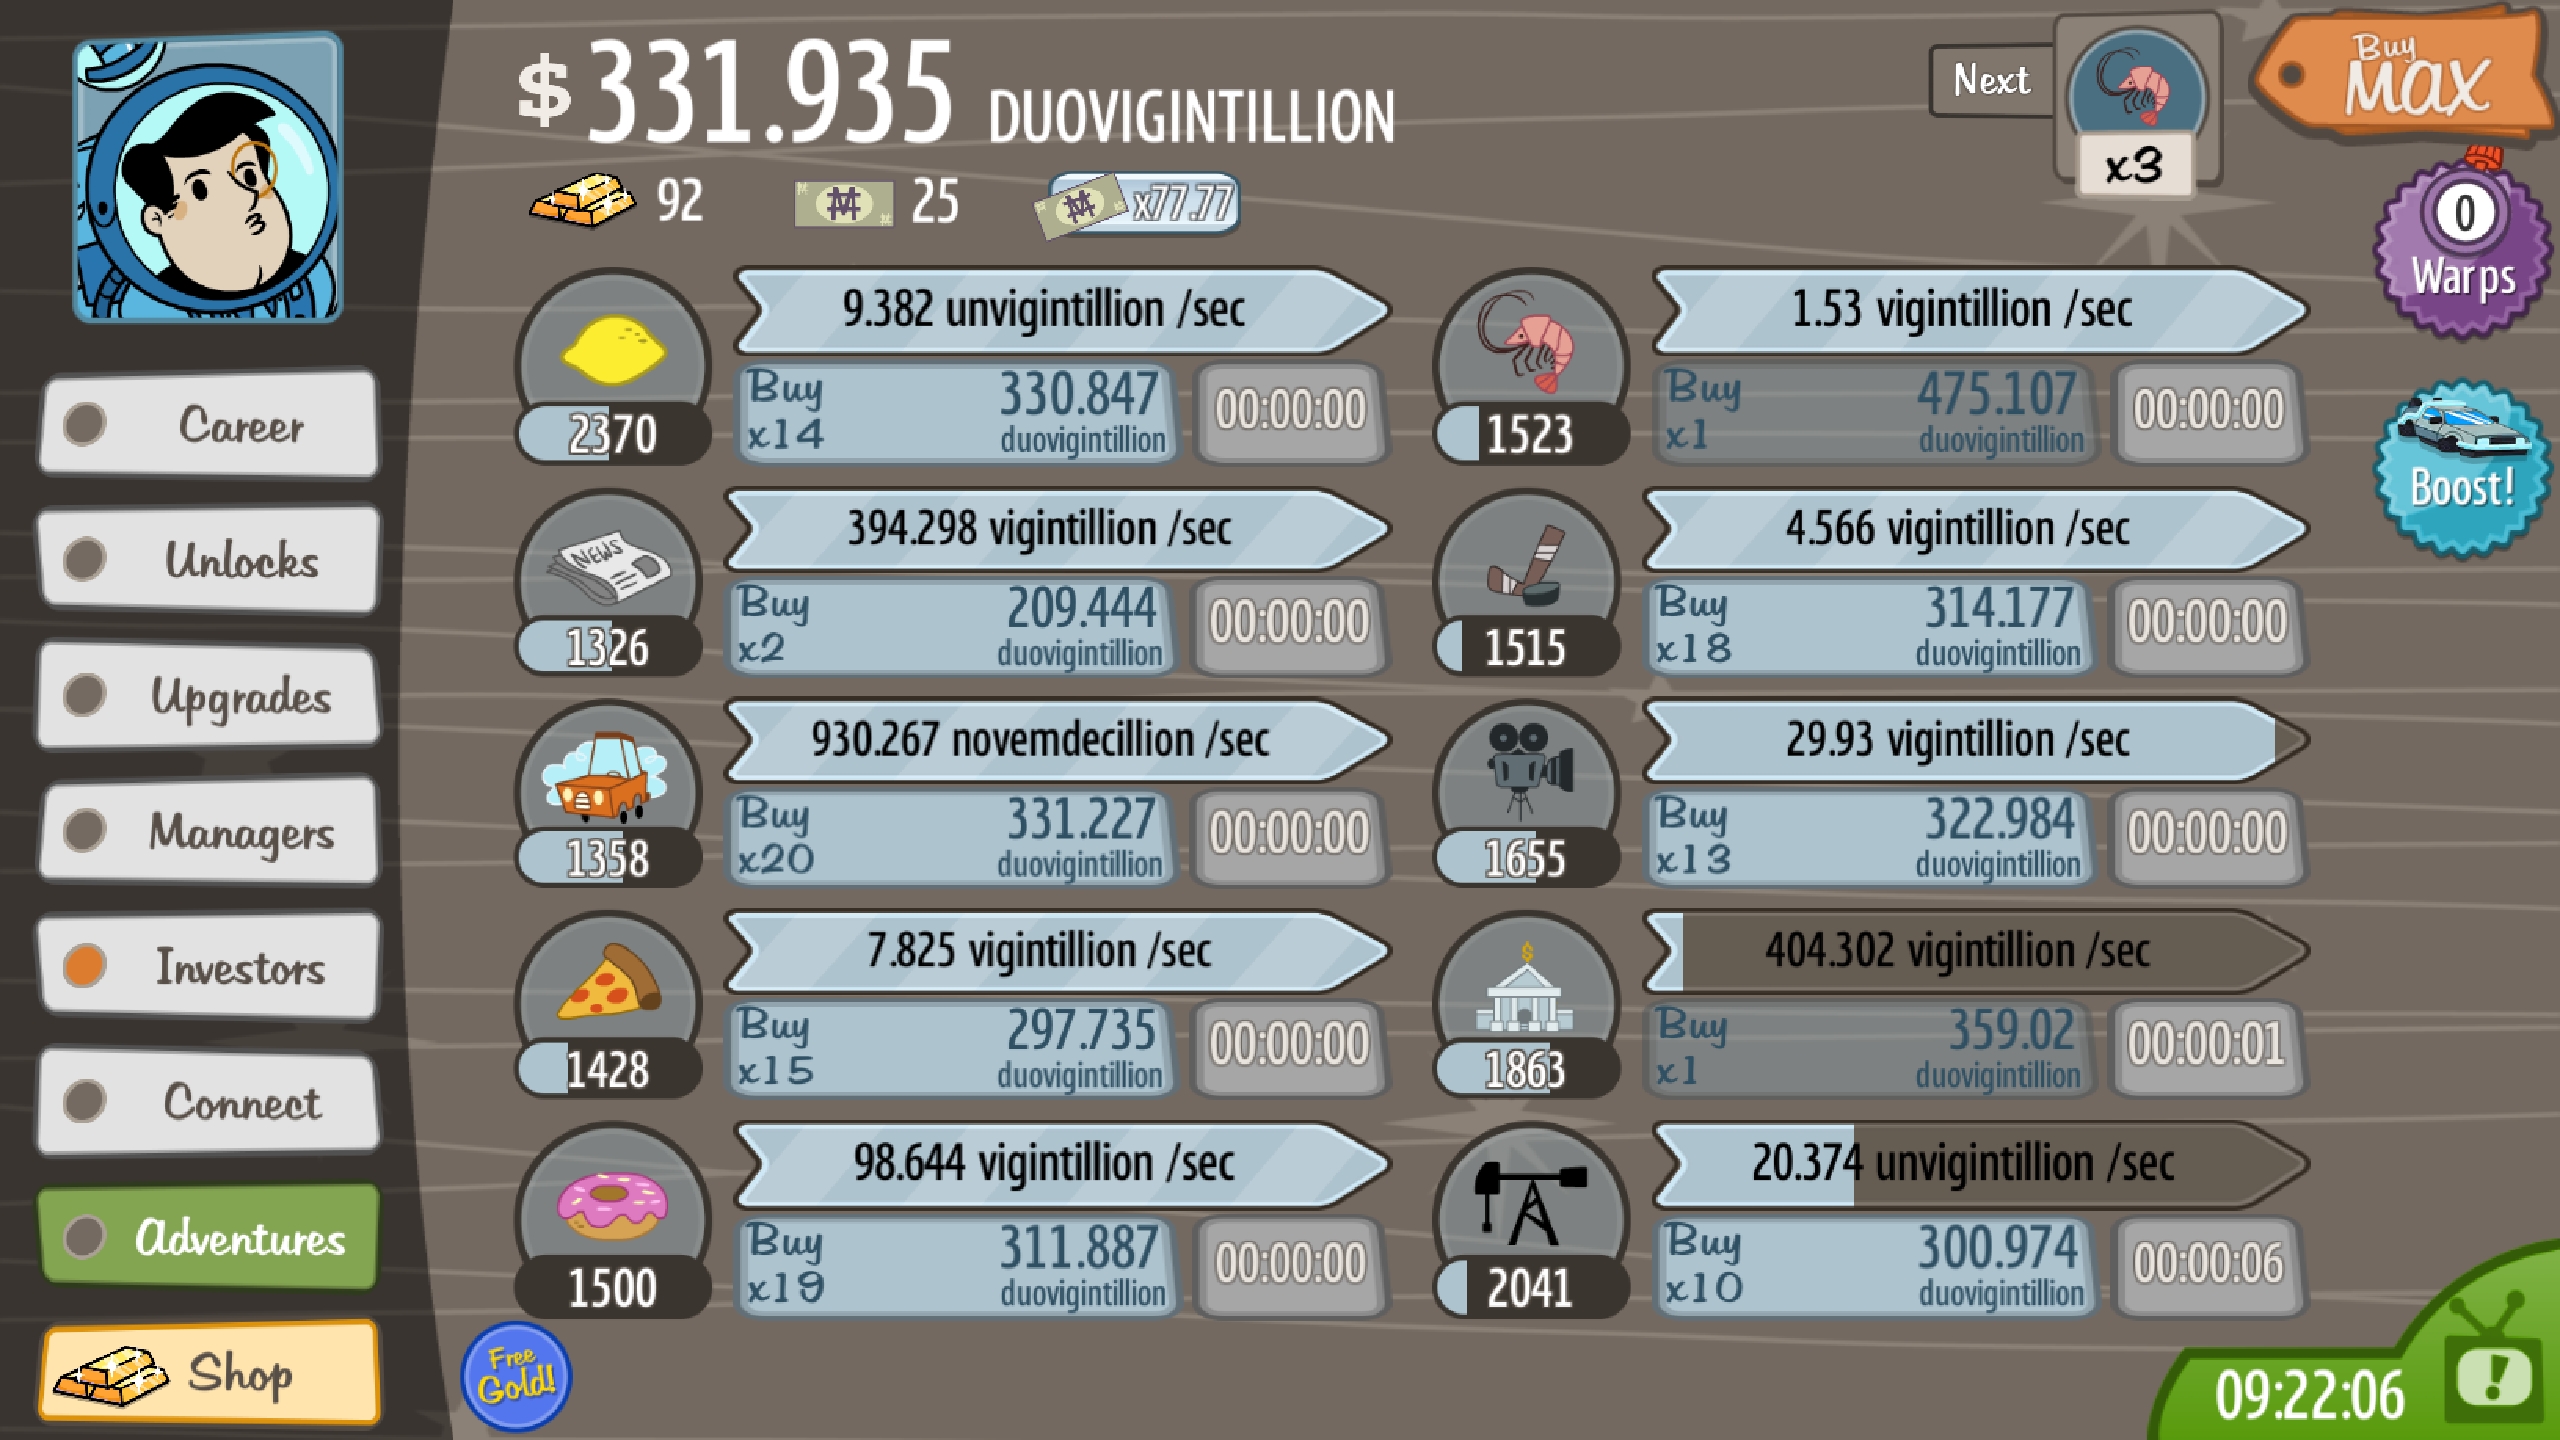 $331.935 DUOVIGINTILLION
92
25
x77.77
Next
x3
Buy
MAX
0
Warps
Boost!
Career
Unlocks
Upgrades
Managers
Investors
Connect
Adventures
Shop
9.382 unvigintillion /sec
2370
Buy
x14
330.847
duovigintillion
00:00:00
NEWS
394.298 vigintillion /sec
1326
Buy
x2
209.444
duovigintillion
00:00:00
930.267 novemdecillion /sec
1358
Buy
x20
331.227
duovigintillion
00:00:00
7.825 vigintillion /sec
1428
Buy
x15
297.735
duovigintillion
00:00:00
98.644 vigintillion /sec
1500
Buy
x19
311.887
duovigintillion
00:00:00
1.53 vigintillion /sec
1523
Buy
x1
475.107
duovigintillion
00:00:00
4.566 vigintillion /sec
1515
Buy
x18
314.177
duovigintillion
00:00:00
29.93 vigintillion /sec
1655
Buy
x13
322.984
duovigintillion
00:00:00
$
404.302 vigintillion /sec
1863
Buy
x1
359.02
duovigintillion
00:00:01
20.374 unvigintillion /sec
2041
Buy
x10
300.974
duovigintillion
00:00:06
Free
Gold!
09:22:06
!